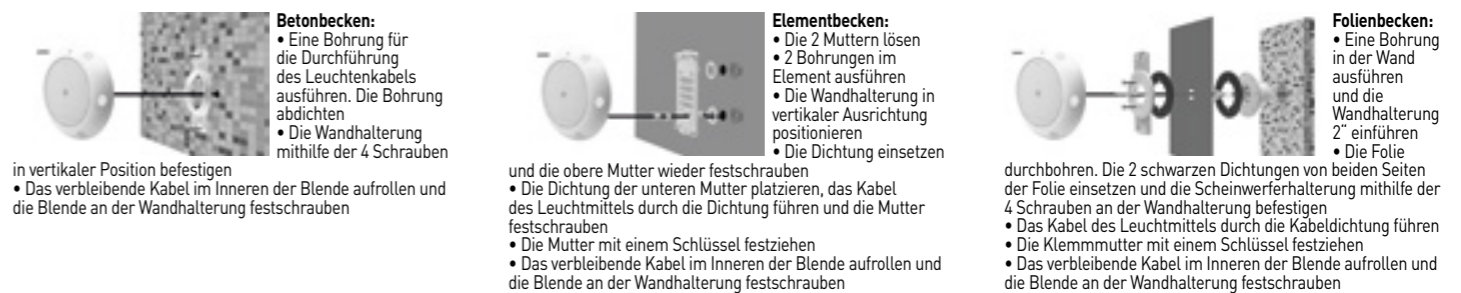 Betonbecken:
• Eine Bohrung für
die Durchführung
des Leuchtenkabels
ausführen. Die Bohrung
abdichten
• Die Wandhalterung
mithilfe der 4 Schrauben
in vertikaler Position befestigen
• Das verbleibende Kabel im Inneren der Blende aufrollen und
die Blende an der Wandhalterung festschrauben
Elementbecken:
• Die 2 Muttern lösen
• 2 Bohrungen im
Element ausführen
• Die Wandhalterung in
vertikaler Ausrichtung
positionieren
• Die Dichtung einsetzen
und die obere Mutter wieder festschrauben
• Die Dichtung der unteren Mutter platzieren, das Kabel
des Leuchtmittels durch die Dichtung führen und die Mutter
festschrauben
• Die Mutter mit einem Schlüssel festziehen
• Das verbleibende Kabel im Inneren der Blende aufrollen und
die Blende an der Wandhalterung festschrauben
Folienbecken:
• Eine Bohrung
in der Wand
ausführen
und die
Wandhalterung
2“ einführen
• Die Folie
durchbohren. Die 2 schwarzen Dichtungen von beiden Seiten
der Folie einsetzen und die Scheinwerferhalterung mithilfe der
4 Schrauben an der Wandhalterung befestigen
• Das Kabel des Leuchtmittels durch die Kabeldichtung führen
• Die Klemmmutter mit einem Schlüssel festziehen
• Das verbleibende Kabel im Inneren der Blende aufrollen und
die Blende an der Wandhalterung festschrauben